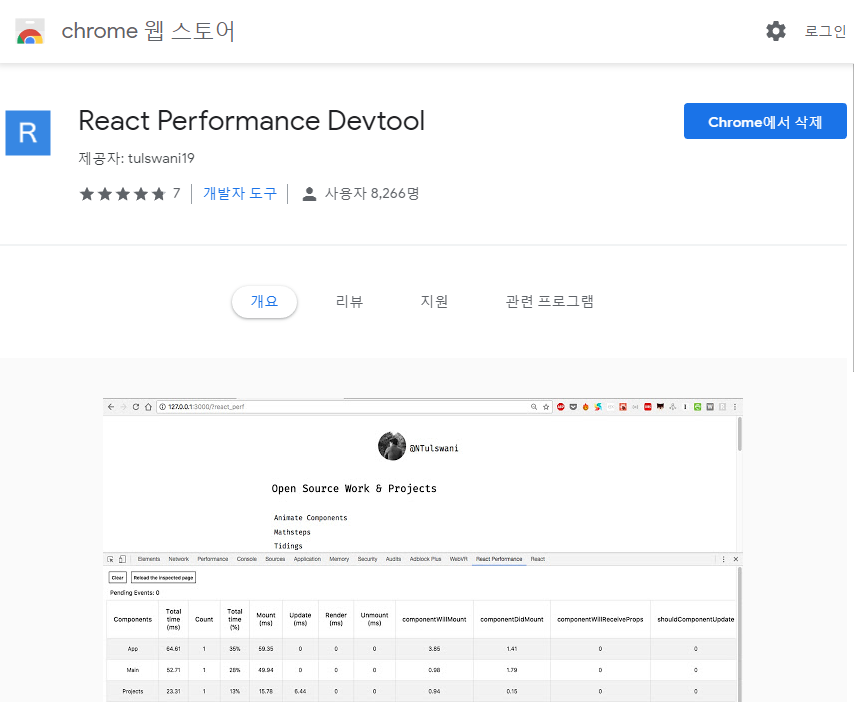 chrome 웹 스토어
로그인
R
React Performance Devtool
Chrome에서 삭제
제공자: tulswani19
7 개발자 도구 사용자 8,266명
개요 리뷰 지원 관련 프로그램
127.0.0.1:3000/?react_perf
@NTulswani
Open Source Work & Projects
Animate Components
Mathsteps
Tidings
Elements Network Performance Console Sources Application Memory Security Audits Adblock Plus WebVR React Performance React
Clear Reload the inspected page
Pending Events: 0
Components Total time (ms) Count Total time (%) Mount (ms) Update (ms) Render (ms) Unmount (ms) componentWillMount componentDidMount componentWillReceiveProps shouldComponentUpdate
App 64.61 1 35% 59.35 0 0 0 3.85 1.41 0 0
Main 52.71 1 28% 49.94 0 0 0 0.98 1.79 0 0
Projects 23.31 1 13% 15.78 6.44 0 0 0.94 0.15 0 0